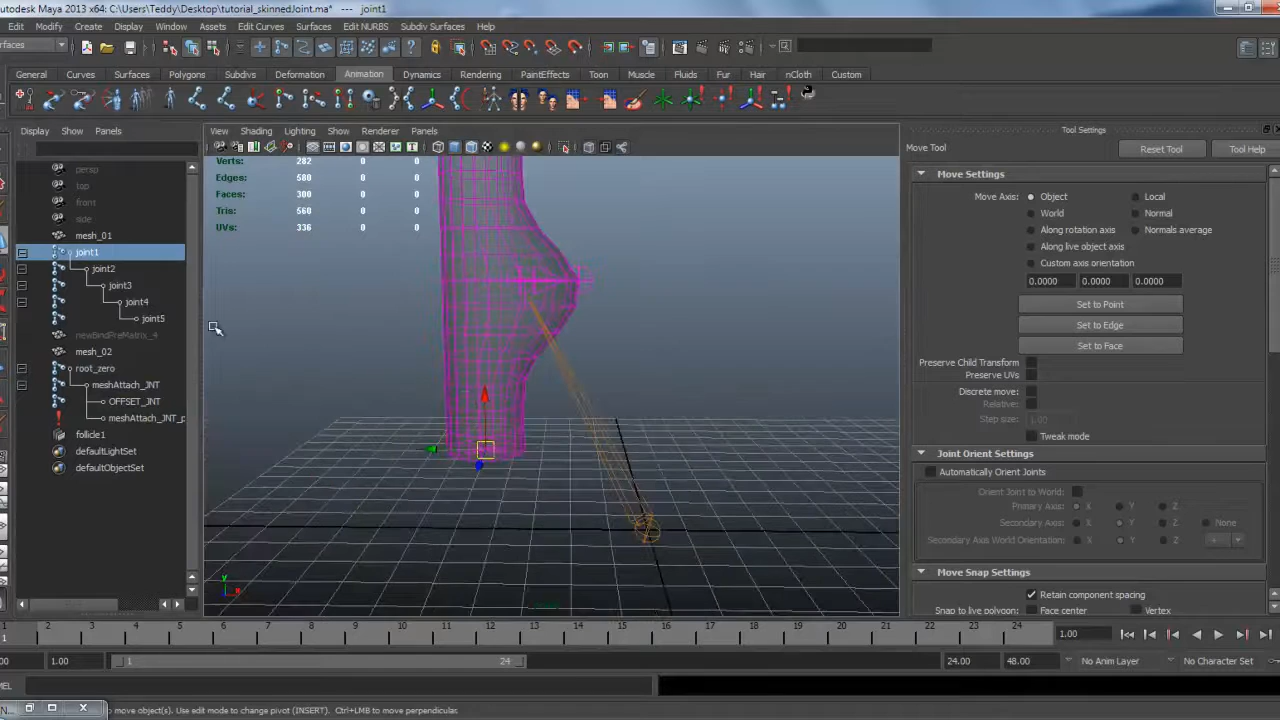 Autodesk Maya 2013 x64: C:\Users\Teddy\Desktop\tutorial_skinnedJoint.ma* --- joint1
Edit Modify Create Display Window Assets Edit Curves Surfaces Edit NURBS Subdiv Surfaces Help
General Curves Surfaces Polygons Subdivs Deformation Animation Dynamics Rendering PaintEffects Toon Muscle Fluids Fur Hair nCloth Custom
Display Show Panels
persp
top
front
side
mesh_01
joint1
joint2
joint3
joint4
joint5
newBindPreMatrix_4
mesh_02
root_zero
meshAttach_JNT
OFFSET_JNT
meshAttach_JNT_p
follicle1
defaultLightSet
defaultObjectSet
View Shading Lighting Show Renderer Panels
Verts: 282 0 0
Edges: 580 0 0
Faces: 300 0 0
Tris: 560 0 0
UVs: 336 0 0
y
x
Tool Settings
Move Tool Reset Tool Tool Help
Move Settings
Move Axis: Object Local
World Normal
Along rotation axis Normals average
Along live object axis
Custom axis orientation
0.0000 0.0000 0.0000
Set to Point
Set to Edge
Set to Face
Preserve Child Transform
Preserve UVs
Discrete move:
Relative:
Step size: 1.00
Tweak mode
Joint Orient Settings
Automatically Orient Joints
Orient Joint to World:
Primary Axis: X Y Z
Secondary Axis: X Y Z None
Secondary Axis World Orientation: X Y Z +
Move Snap Settings
Retain component spacing
Snap to live polygon: Face center Vertex
1 2 3 4 5 6 7 8 9 10 11 12 13 14 15 16 17 18 19 20 21 22 23 24
1 1.00
1.00 1 24 24.00 48.00 No Anim Layer No Character Set
MEL
move object(s). Use edit mode to change pivot (INSERT). Ctrl+LMB to move perpendicular.